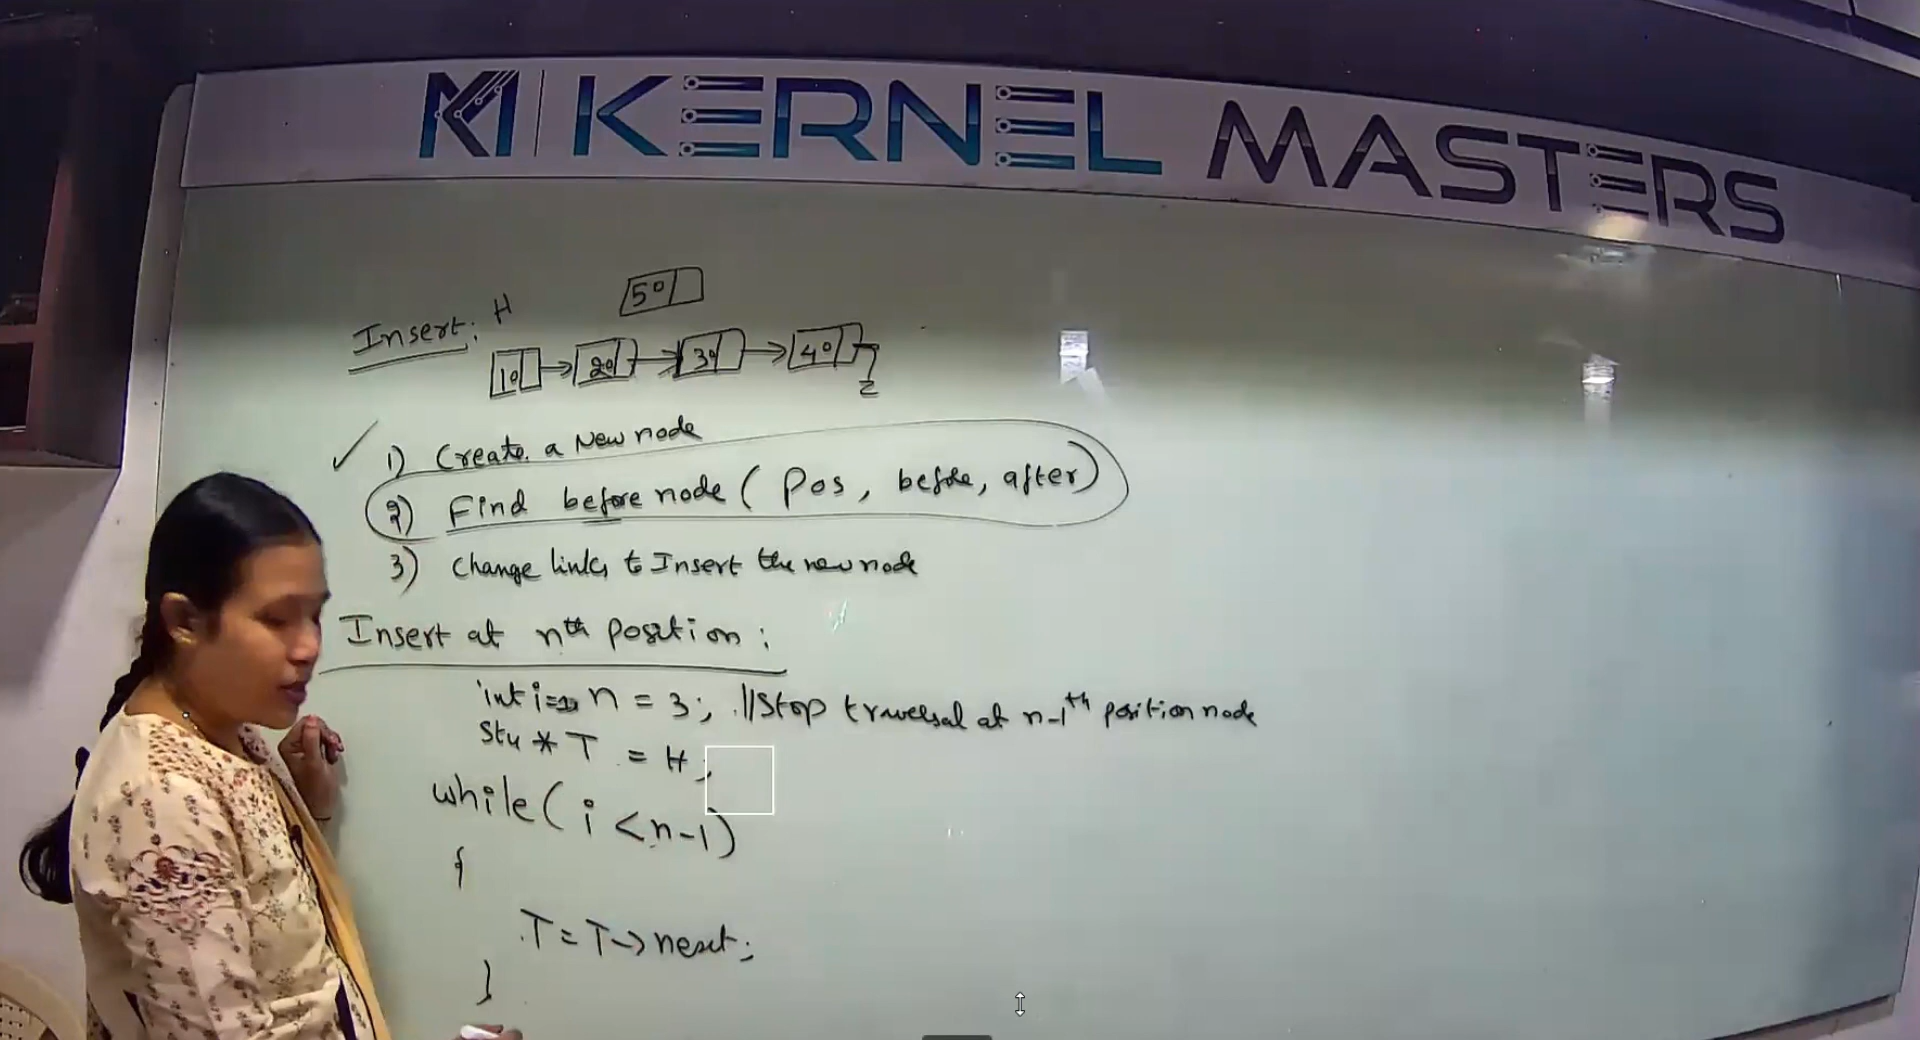 KM KERNEL MASTERS
50
Insert: H
10 20 30 40
1) Create a New node
2) Find before node (Pos, before, after)
3) Change links to Insert the new node
Insert at nth position:
int i=1, n = 3; //Stop traversal at n-1th position node
Stu * T = H;
while(i<n-1)
{
T=T->next;
}